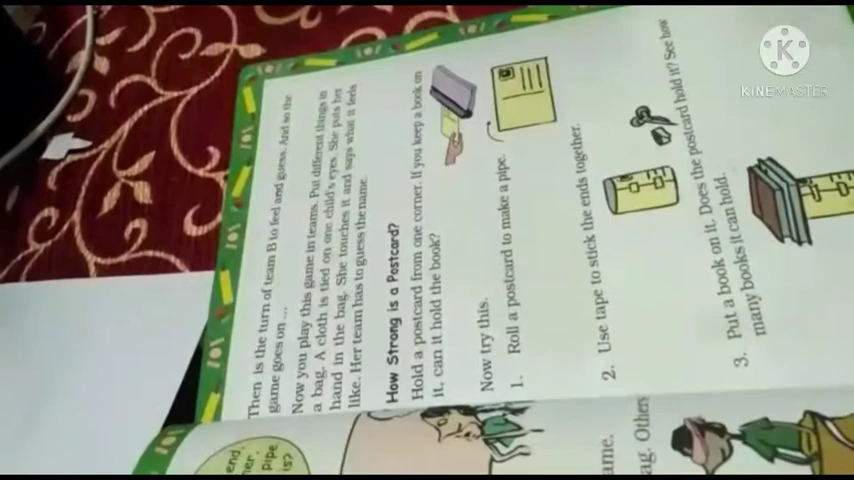 Then is the turn of team B to feel and guess. And so the
game goes on ...
Now you play this game in teams. Put different things in
a bag. A cloth is tied on one child's eyes. She puts her
hand in the bag. She touches it and says what it feels
like. Her team has to guess the name.
How Strong is a Postcard?
Hold a postcard from one corner. If you keep a book on
it, can it hold the book?
Now try this.
1. Roll a postcard to make a pipe.
2. Use tape to stick the ends together.
3. Put a book on it. Does the postcard hold it? See how
many books it can hold.
end,
her,
pipe
is?
ame.
ag. Others
KINEMASTER